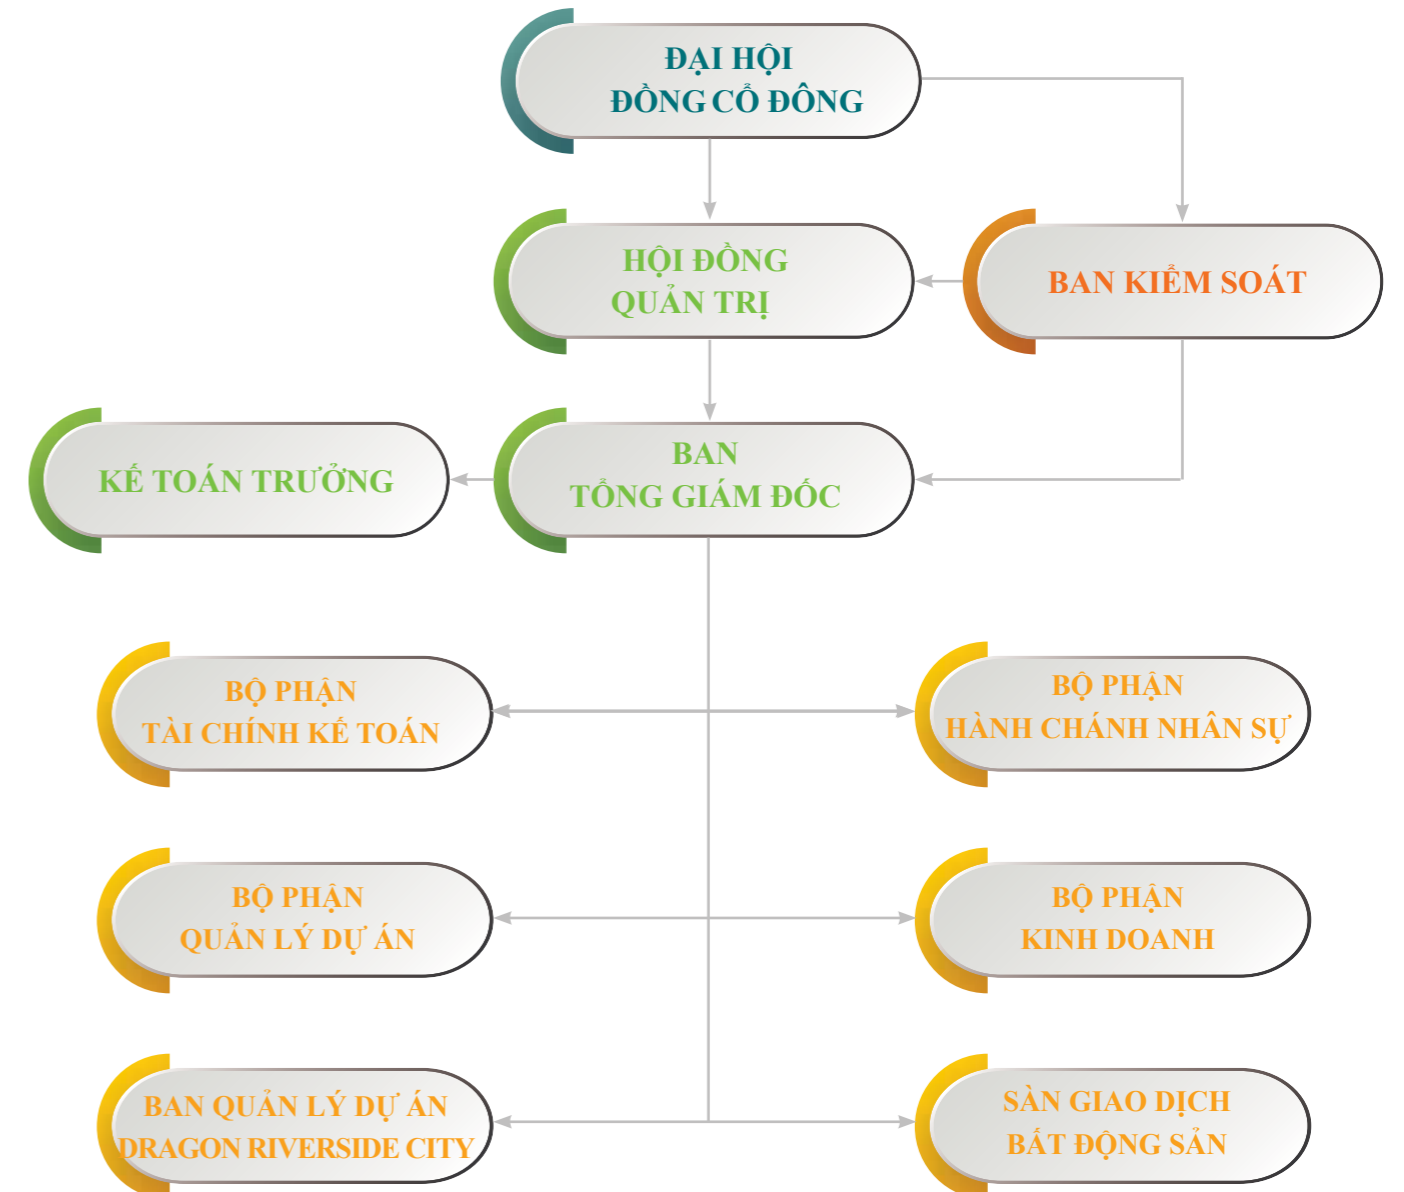 ĐẠI HỘI
ĐỒNG CỔ ĐÔNG
HỘI ĐỒNG
QUẢN TRỊ
BAN KIỂM SOÁT
KẾ TOÁN TRƯỞNG
BAN
TỔNG GIÁM ĐỐC
BỘ PHẬN
TÀI CHÍNH KẾ TOÁN
BỘ PHẬN
HÀNH CHÁNH NHÂN SỰ
BỘ PHẬN
QUẢN LÝ DỰ ÁN
BỘ PHẬN
KINH DOANH
BAN QUẢN LÝ DỰ ÁN
DRAGON RIVERSIDE CITY
SÀN GIAO DỊCH
BẤT ĐỘNG SẢN